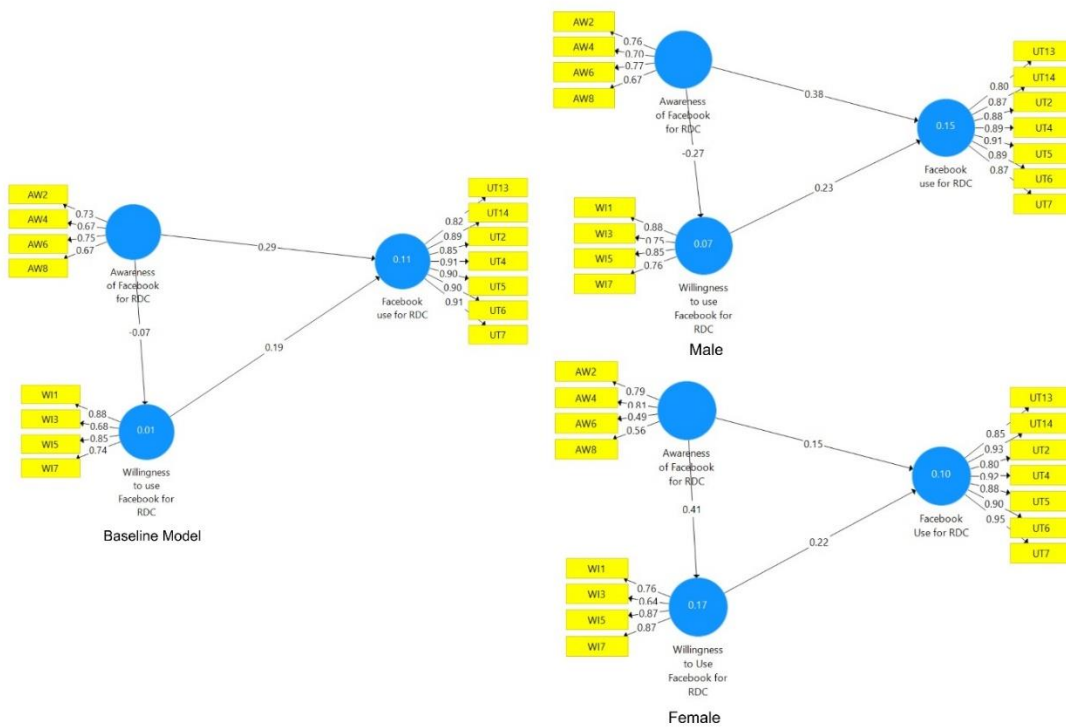 AW2
AW4
AW6
AW8
0.73
0.67
0.75
0.67
Awareness
of Facebook
for RDC
0.29
-0.07
0.19
WI1
WI3
WI5
WI7
0.88
0.68
0.85
0.74
0.01
Willingness
to use
Facebook for
RDC
0.11
Facebook
use for RDC
0.82
0.89
0.85
0.91
0.90
0.90
0.91
UT13
UT14
UT2
UT4
UT5
UT6
UT7
Baseline Model
AW2
AW4
AW6
AW8
0.76
0.70
0.77
0.67
Awareness
of Facebook
for RDC
0.38
-0.27
0.23
WI1
WI3
WI5
WI7
0.88
0.75
0.85
0.76
0.07
Willingness
to use
Facebook for
RDC
0.15
Facebook
use for RDC
0.80
0.87
0.88
0.89
0.91
0.89
0.87
UT13
UT14
UT2
UT4
UT5
UT6
UT7
Male
AW2
AW4
AW6
AW8
0.79
0.81
0.49
0.56
Awareness
of Facebook
for RDC
0.15
0.41
0.22
WI1
WI3
WI5
WI7
0.76
0.64
0.87
0.87
0.17
Willingness
to Use
Facebook for
RDC
0.10
Facebook
Use for RDC
0.85
0.93
0.80
0.92
0.88
0.90
0.95
UT13
UT14
UT2
UT4
UT5
UT6
UT7
Female